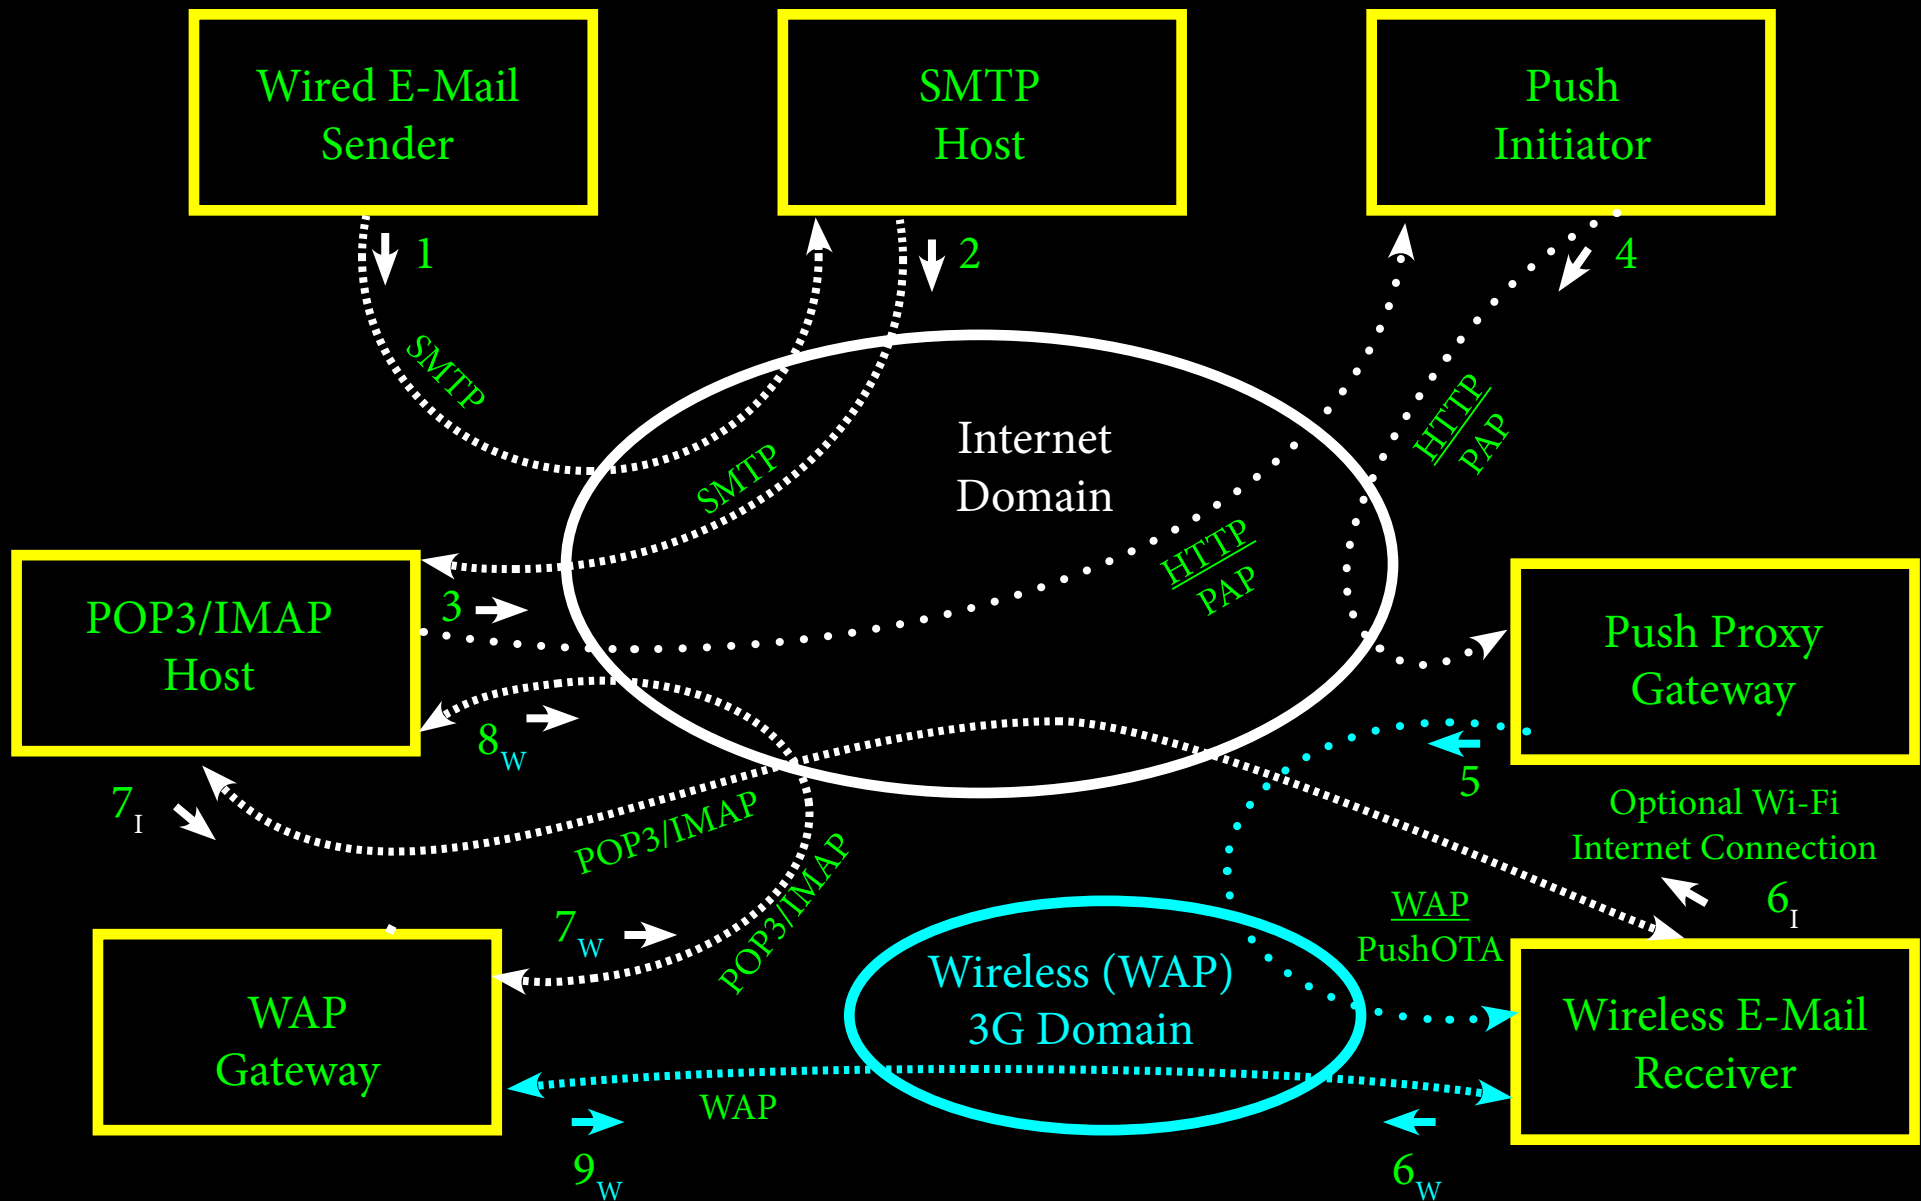 Wired E-Mail
Sender
SMTP
Host
Push
Initiator
1
2
4
SMTP
HTTP
PAP
Internet
Domain
SMTP
HTTP
PAP
POP3/IMAP
Host
3
Push Proxy
Gateway
8W
5
7I
POP3/IMAP
Optional Wi-Fi
Internet Connection
6I
POP3/IMAP
7W
WAP
PushOTA
WAP
Gateway
Wireless (WAP)
3G Domain
Wireless E-Mail
Receiver
WAP
9W
6W